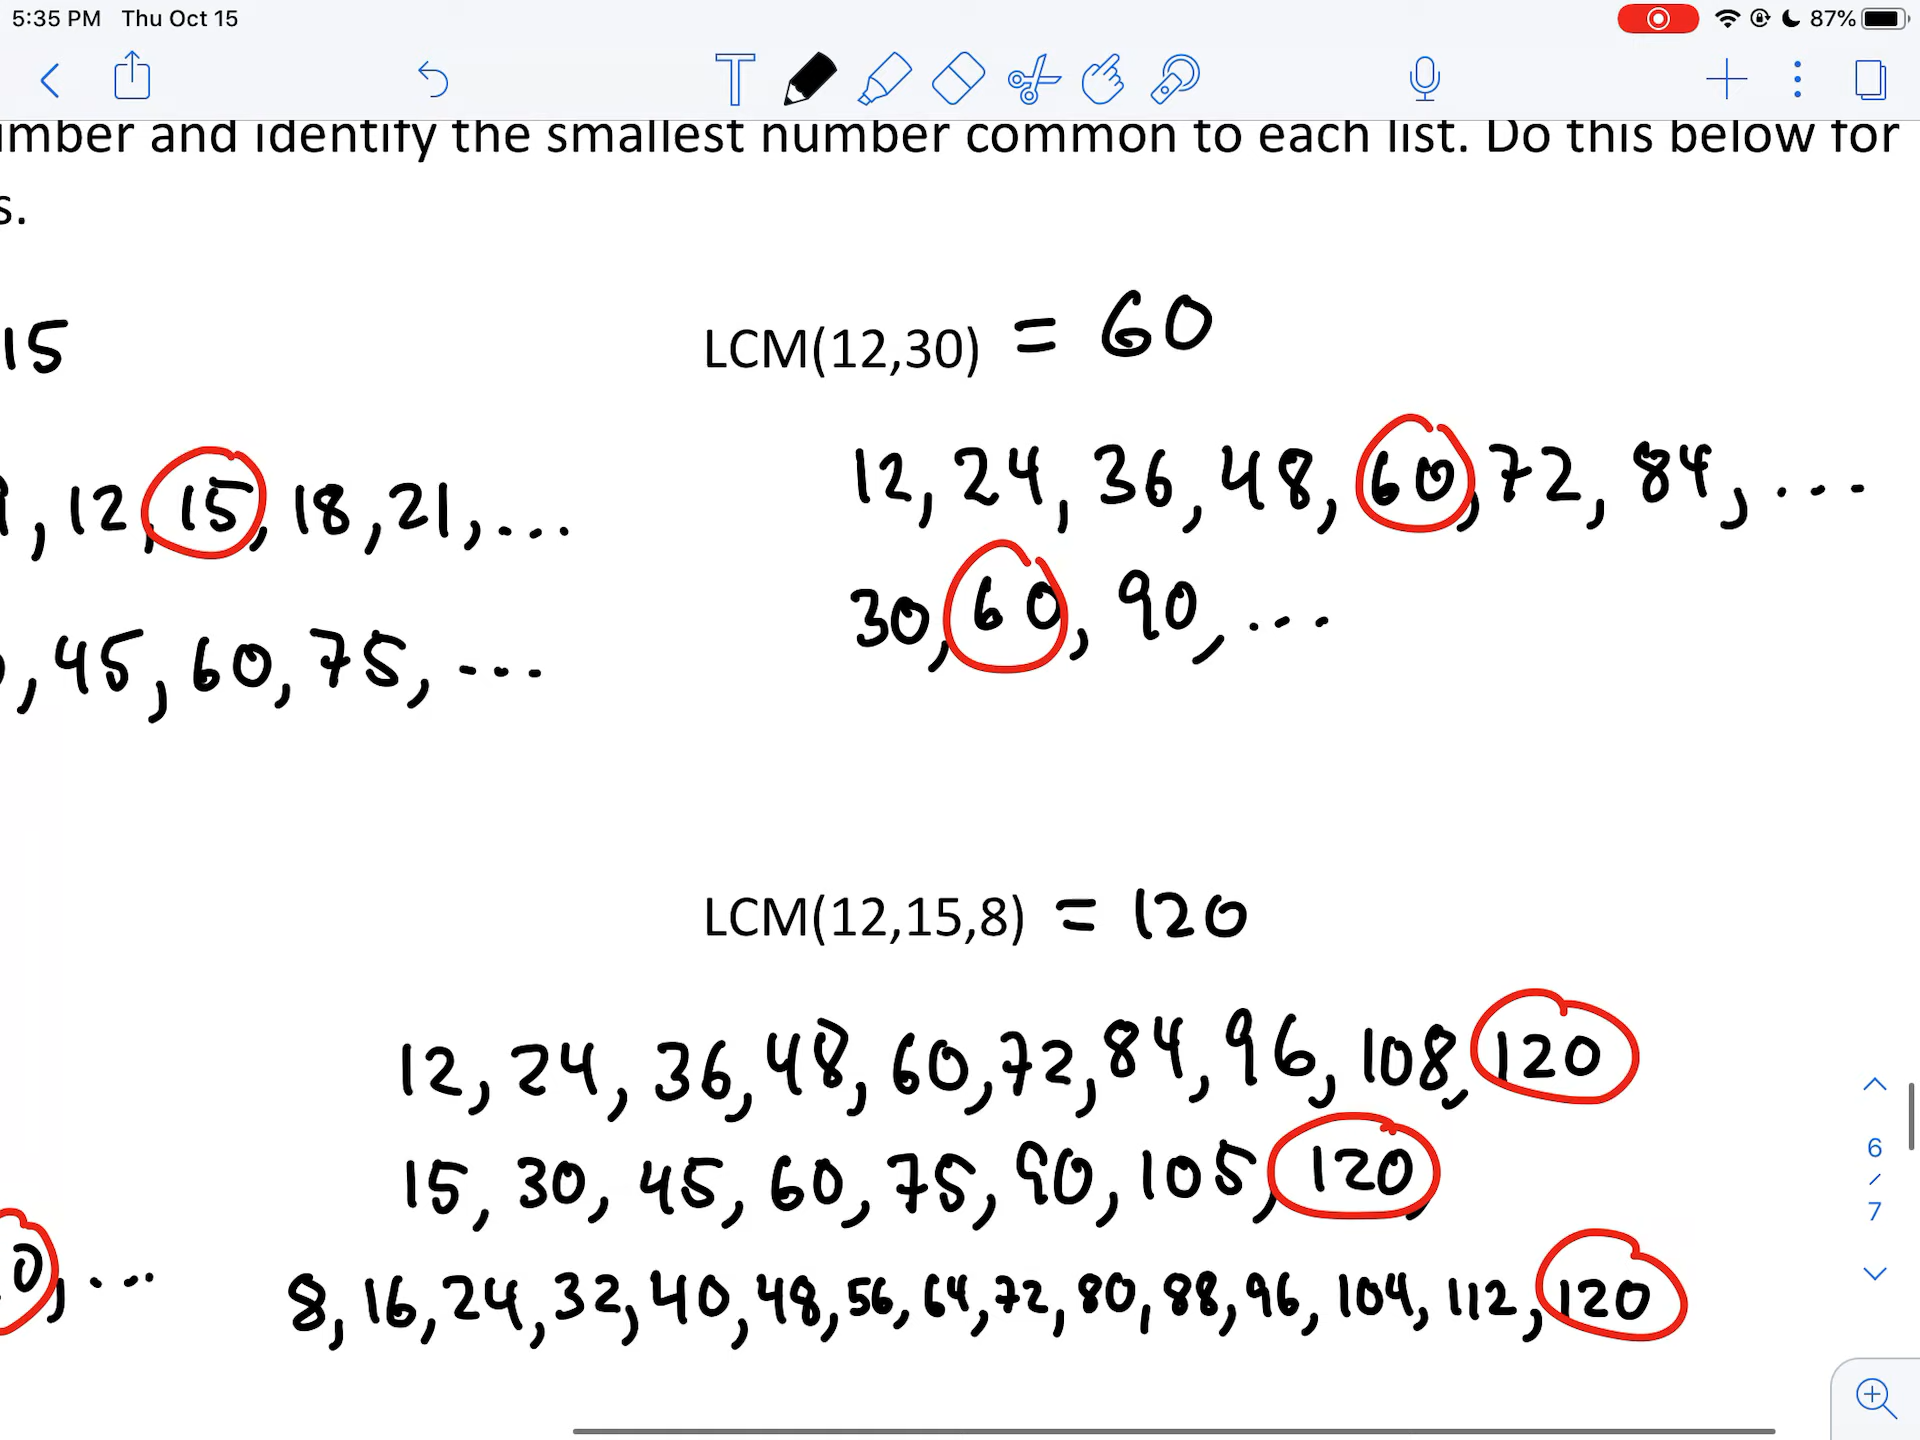 5:35 PM Thu Oct 15 87%
and identify the smallest number common to each list. Do this below for
s.
15
LCM(12,30) = 60
, 12, 15, 18, 21, ...
12, 24, 36, 48, 60, 72, 84, ...
30, 60, 90, ...
, 45, 60, 75, ...
LCM(12,15,8) = 120
12, 24, 36, 48, 60, 72, 84, 96, 108, 120
15, 30, 45, 60, 75, 90, 105, 120,
0, ...
8, 16, 24, 32, 40, 48, 56, 64, 72, 80, 88, 96, 104, 112, 120
6
/
7